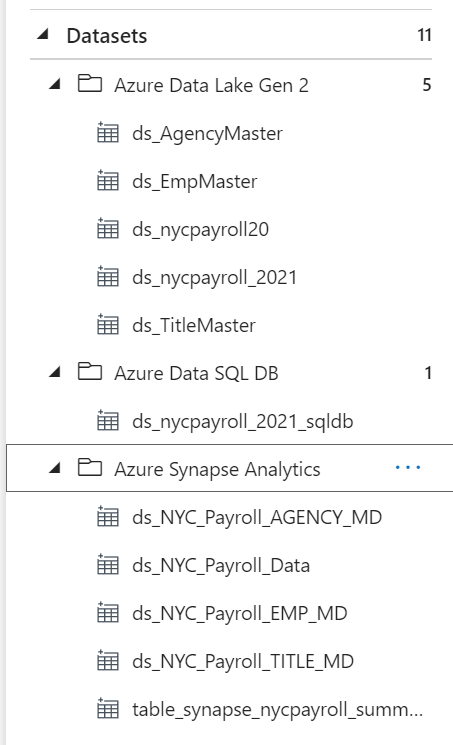 Datasets 11
Azure Data Lake Gen 2 5
ds_AgencyMaster
ds_EmpMaster
ds_nycpayroll20
ds_nycpayroll_2021
ds_TitleMaster
Azure Data SQL DB 1
ds_nycpayroll_2021_sqldb
Azure Synapse Analytics ...
ds_NYC_Payroll_AGENCY_MD
ds_NYC_Payroll_Data
ds_NYC_Payroll_EMP_MD
ds_NYC_Payroll_TITLE_MD
table_synapse_nycpayroll_summ...